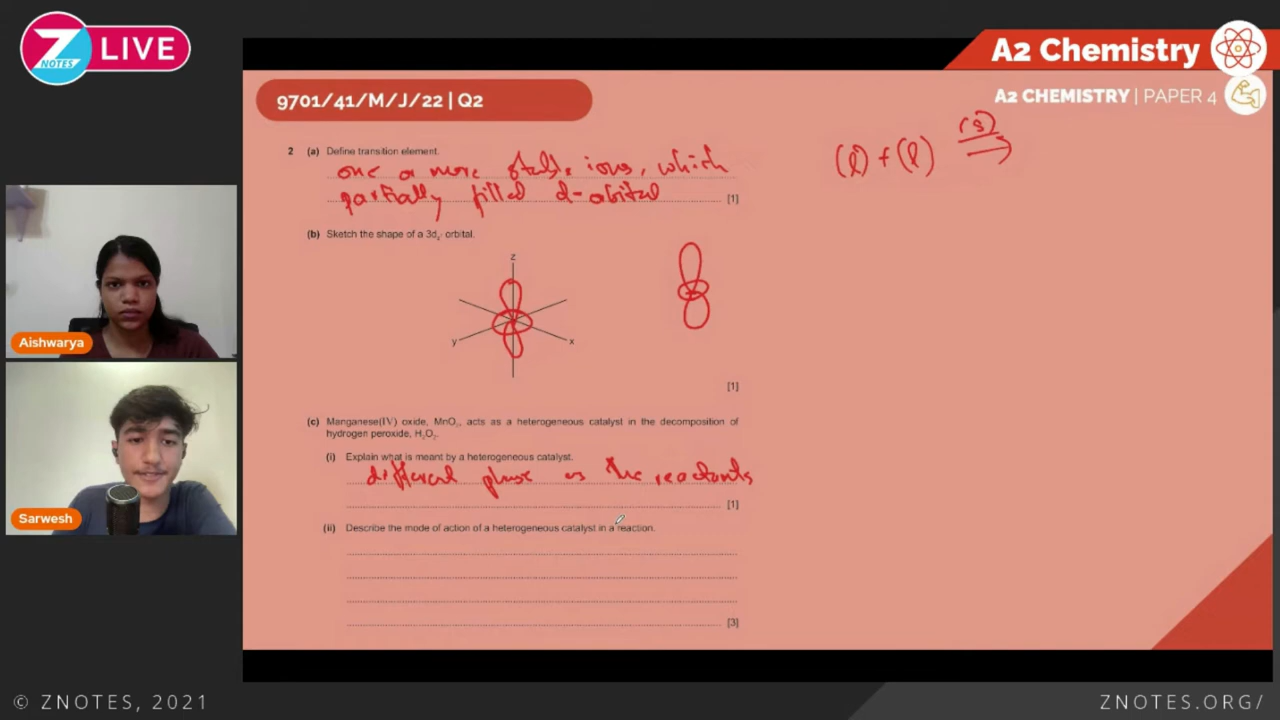 Z NOTES LIVE
A2 Chemistry
A2 CHEMISTRY | PAPER 4
9701/41/M/J/22 | Q2
2 (a) Define transition element.
one or more stable ions, which
partially filled d-orbital
[1]
(l) + (l) (s)
(b) Sketch the shape of a 3dz² orbital.
z
y
x
[1]
(c) Manganese(IV) oxide, MnO₂, acts as a heterogeneous catalyst in the decomposition of
hydrogen peroxide, H₂O₂.
(i) Explain what is meant by a heterogeneous catalyst.
different phase as the reactants
[1]
(ii) Describe the mode of action of a heterogeneous catalyst in a reaction.
[3]
Aishwarya
Sarwesh
© ZNOTES, 2021
ZNOTES.ORG/